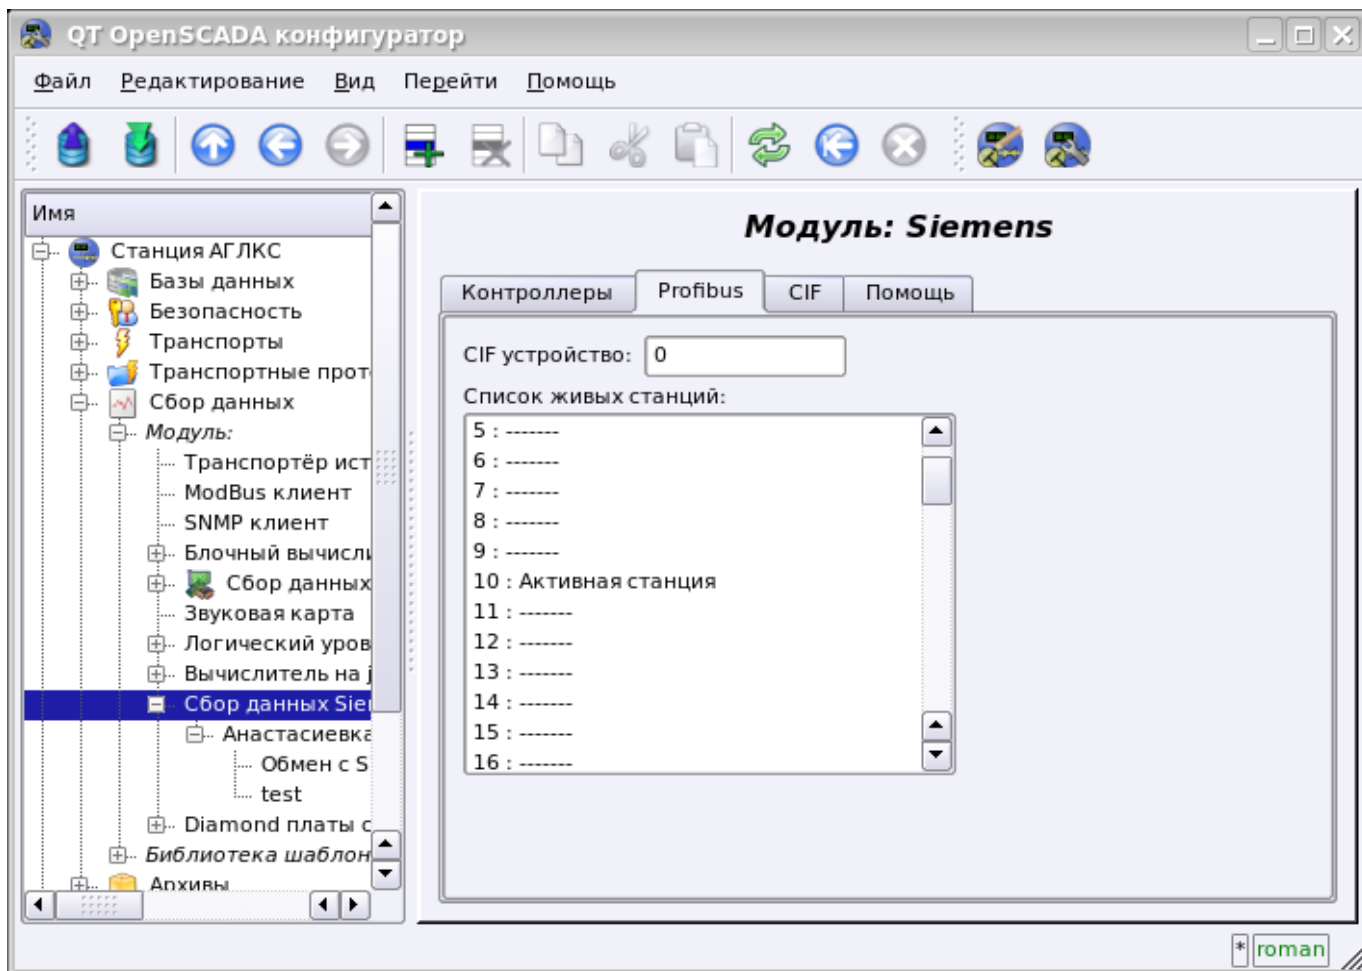 QT OpenSCADA конфигуратор
Файл Редактирование Вид Перейти Помощь
Имя
Станция АГЛКС
Базы данных
Безопасность
Транспорты
Транспортные прот
Сбор данных
Модуль:
Транспортёр ист
ModBus клиент
SNMP клиент
Блочный вычисли
Сбор данных
Звуковая карта
Логический уров
Вычислитель на j
Сбор данных Sie
Анастасиевка
Обмен с S
test
Diamond платы с
Библиотека шаблон
Архивы
Модуль: Siemens
Контроллеры Profibus CIF Помощь
CIF устройство: 0
Список живых станций:
5 : -------
6 : -------
7 : -------
8 : -------
9 : -------
10 : Активная станция
11 : -------
12 : -------
13 : -------
14 : -------
15 : -------
16 : -------
* roman